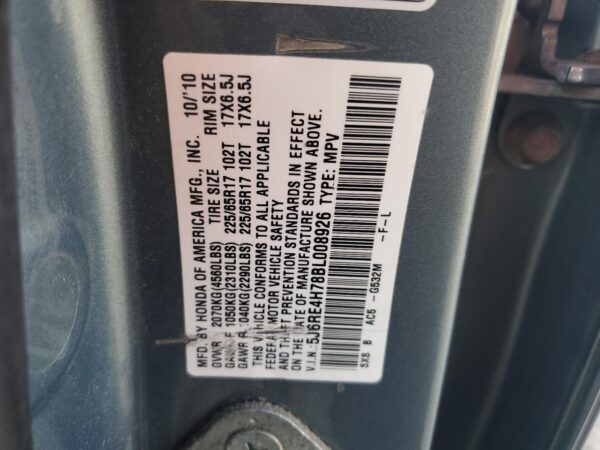 MFD. BY HONDA OF AMERICA MFG., INC. 10/'10
GVWR 2070KG(4560LBS) TIRE SIZE RIM SIZE
GAWR F 1050KG(2310LBS) 225/65R17 102T 17X6.5J
GAWR R 1040KG(2290LBS) 225/65R17 102T 17X6.5J
THIS VEHICLE CONFORMS TO ALL APPLICABLE
FEDERAL MOTOR VEHICLE SAFETY
AND THEFT PREVENTION STANDARDS IN EFFECT
ON THE DATE OF MANUFACTURE SHOWN ABOVE.
V.I.N.: 5J6RE4H78BL008926 TYPE: MPV
SXS B AC5 - G532M - F - L